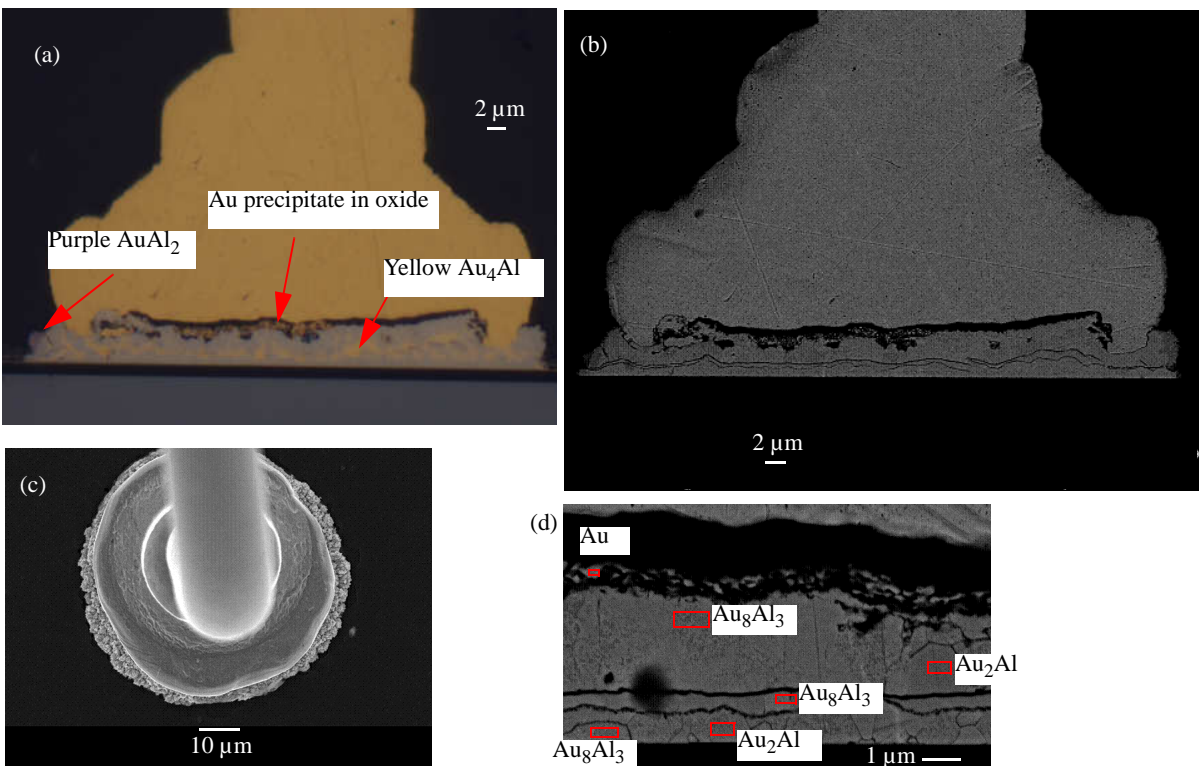 (a)
2 µm
Au precipitate in oxide
Purple AuAl2
Yellow Au4Al
(b)
2 µm
(c)
10 µm
(d)
Au
Au8Al3
Au2Al
Au8Al3
Au8Al3
Au2Al
1 µm